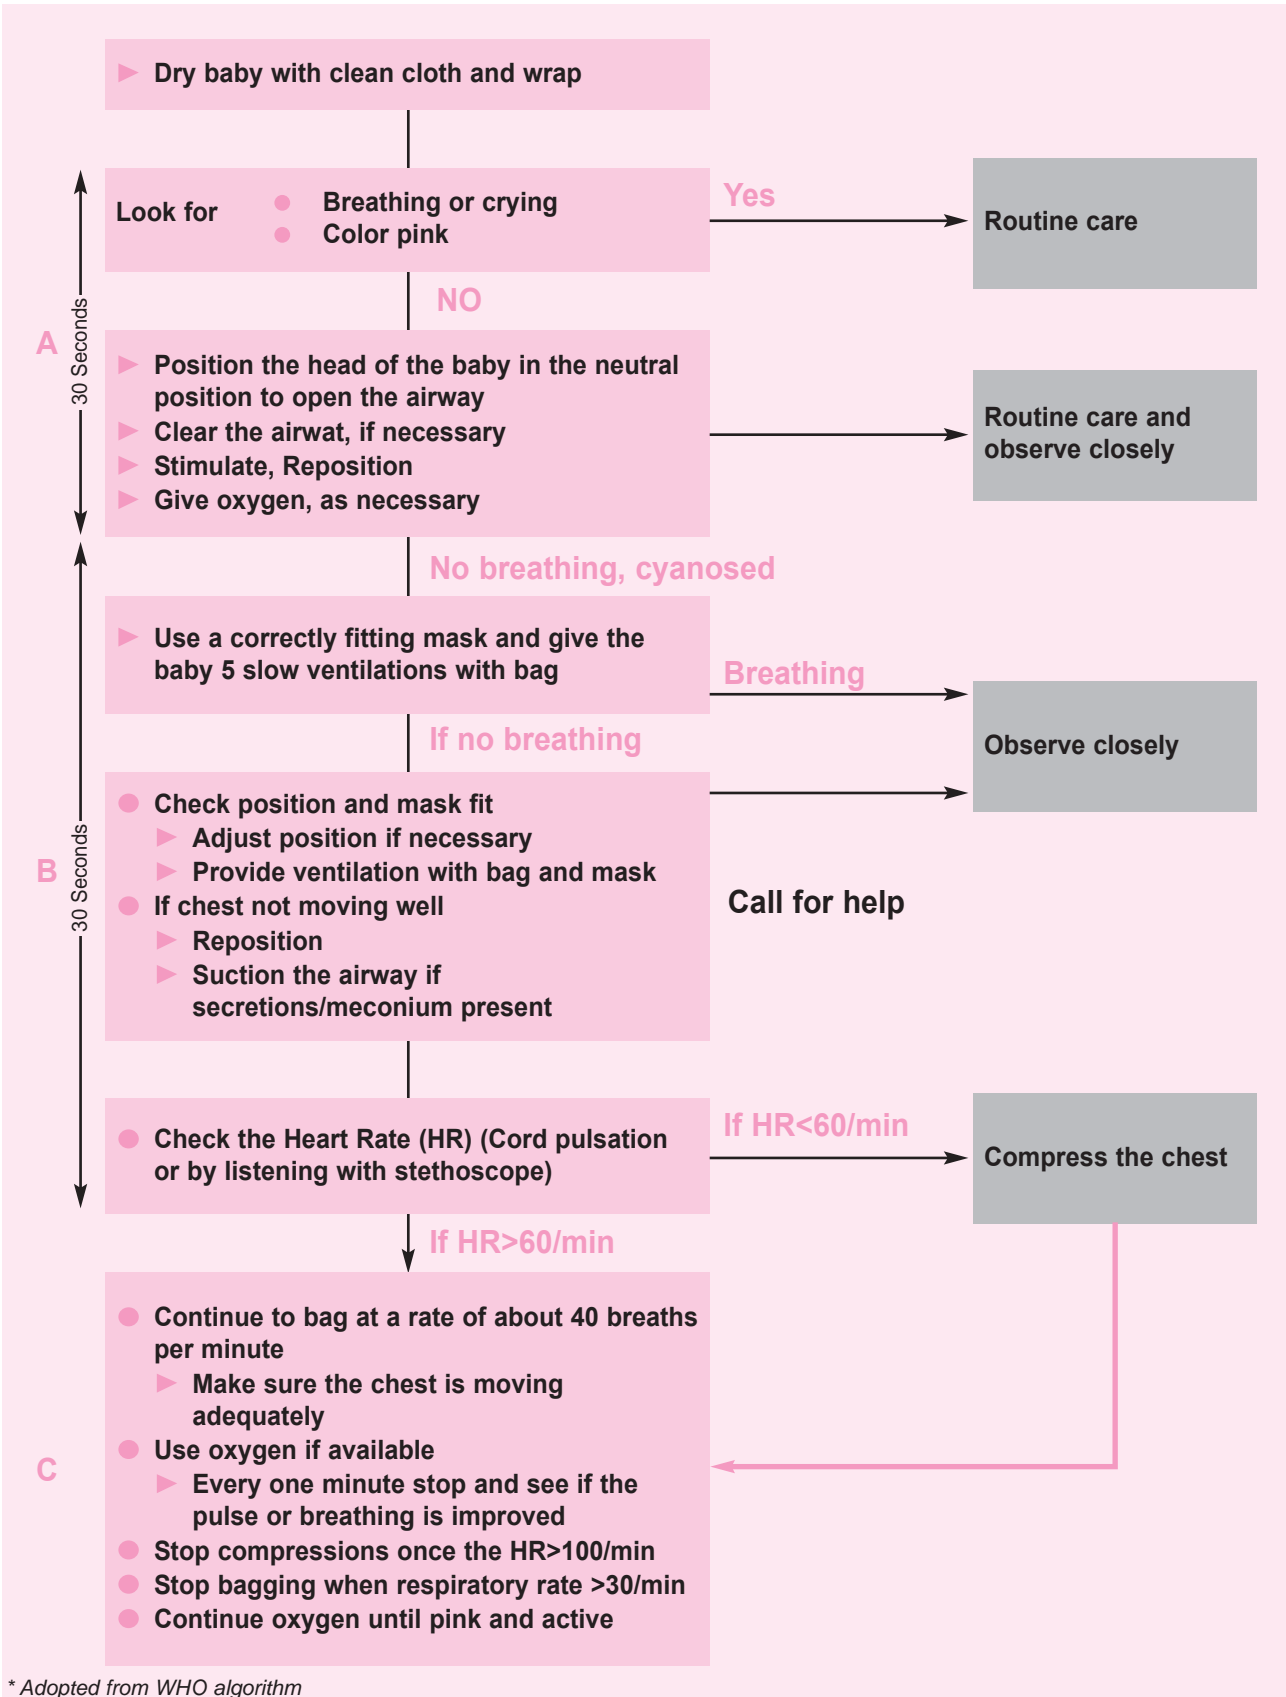 Dry baby with clean cloth and wrap
Look for
Breathing or crying
Color pink
Yes
Routine care
NO
A
30 Seconds
Position the head of the baby in the neutral
position to open the airway
Clear the airwat, if necessary
Stimulate, Reposition
Give oxygen, as necessary
Routine care and
observe closely
No breathing, cyanosed
Use a correctly fitting mask and give the
baby 5 slow ventilations with bag
Breathing
Observe closely
If no breathing
B
30 Seconds
Check position and mask fit
Adjust position if necessary
Provide ventilation with bag and mask
If chest not moving well
Reposition
Suction the airway if
secretions/meconium present
Call for help
Check the Heart Rate (HR) (Cord pulsation
or by listening with stethoscope)
If HR<60/min
Compress the chest
If HR>60/min
C
Continue to bag at a rate of about 40 breaths
per minute
Make sure the chest is moving
adequately
Use oxygen if available
Every one minute stop and see if the
pulse or breathing is improved
Stop compressions once the HR>100/min
Stop bagging when respiratory rate >30/min
Continue oxygen until pink and active
* Adopted from WHO algorithm